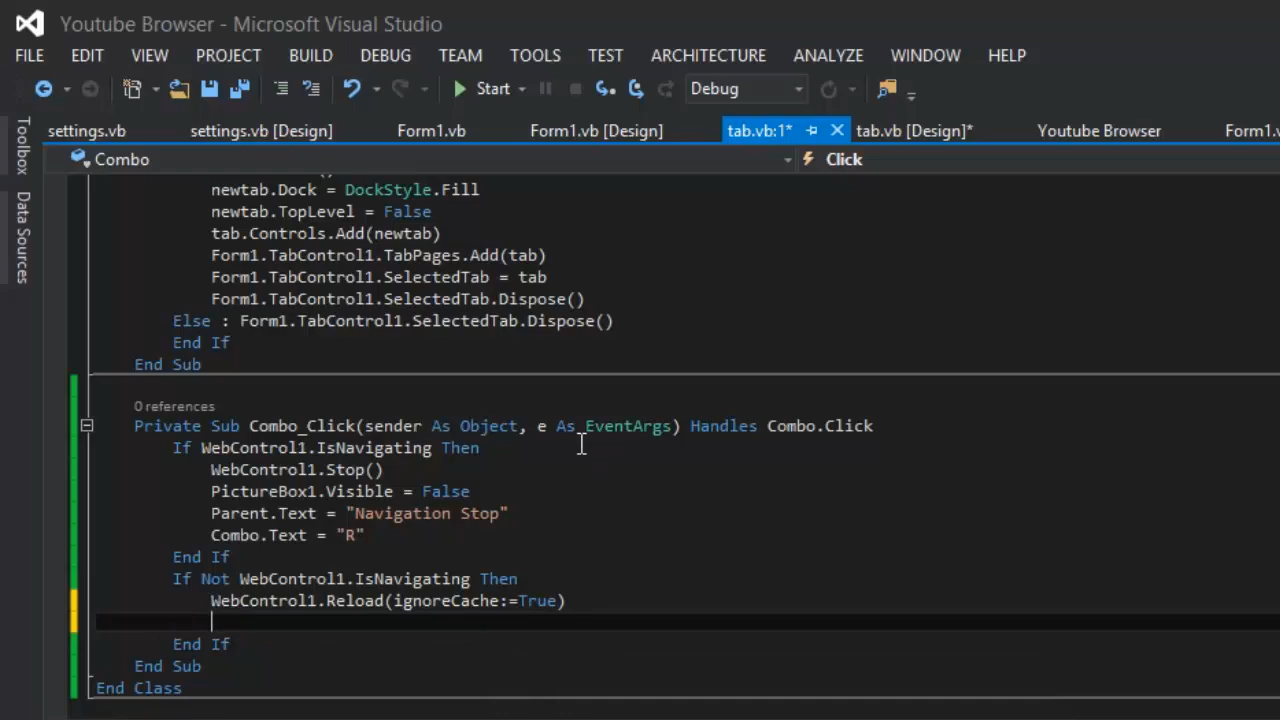 Youtube Browser - Microsoft Visual Studio
FILE EDIT VIEW PROJECT BUILD DEBUG TEAM TOOLS TEST ARCHITECTURE ANALYZE WINDOW HELP
Start Debug
settings.vb settings.vb [Design] Form1.vb Form1.vb [Design] tab.vb:1* tab.vb [Design]* Youtube Browser Form1.v
Toolbox
Data Sources
Combo Click
newtab.Dock = DockStyle.Fill
newtab.TopLevel = False
tab.Controls.Add(newtab)
Form1.TabControl1.TabPages.Add(tab)
Form1.TabControl1.SelectedTab = tab
Form1.TabControl1.SelectedTab.Dispose()
Else : Form1.TabControl1.SelectedTab.Dispose()
End If
End Sub
0 references
Private Sub Combo_Click(sender As Object, e As EventArgs) Handles Combo.Click
If WebControl1.IsNavigating Then
WebControl1.Stop()
PictureBox1.Visible = False
Parent.Text = "Navigation Stop"
Combo.Text = "R"
End If
If Not WebControl1.IsNavigating Then
WebControl1.Reload(ignoreCache:=True)
End If
End Sub
End Class